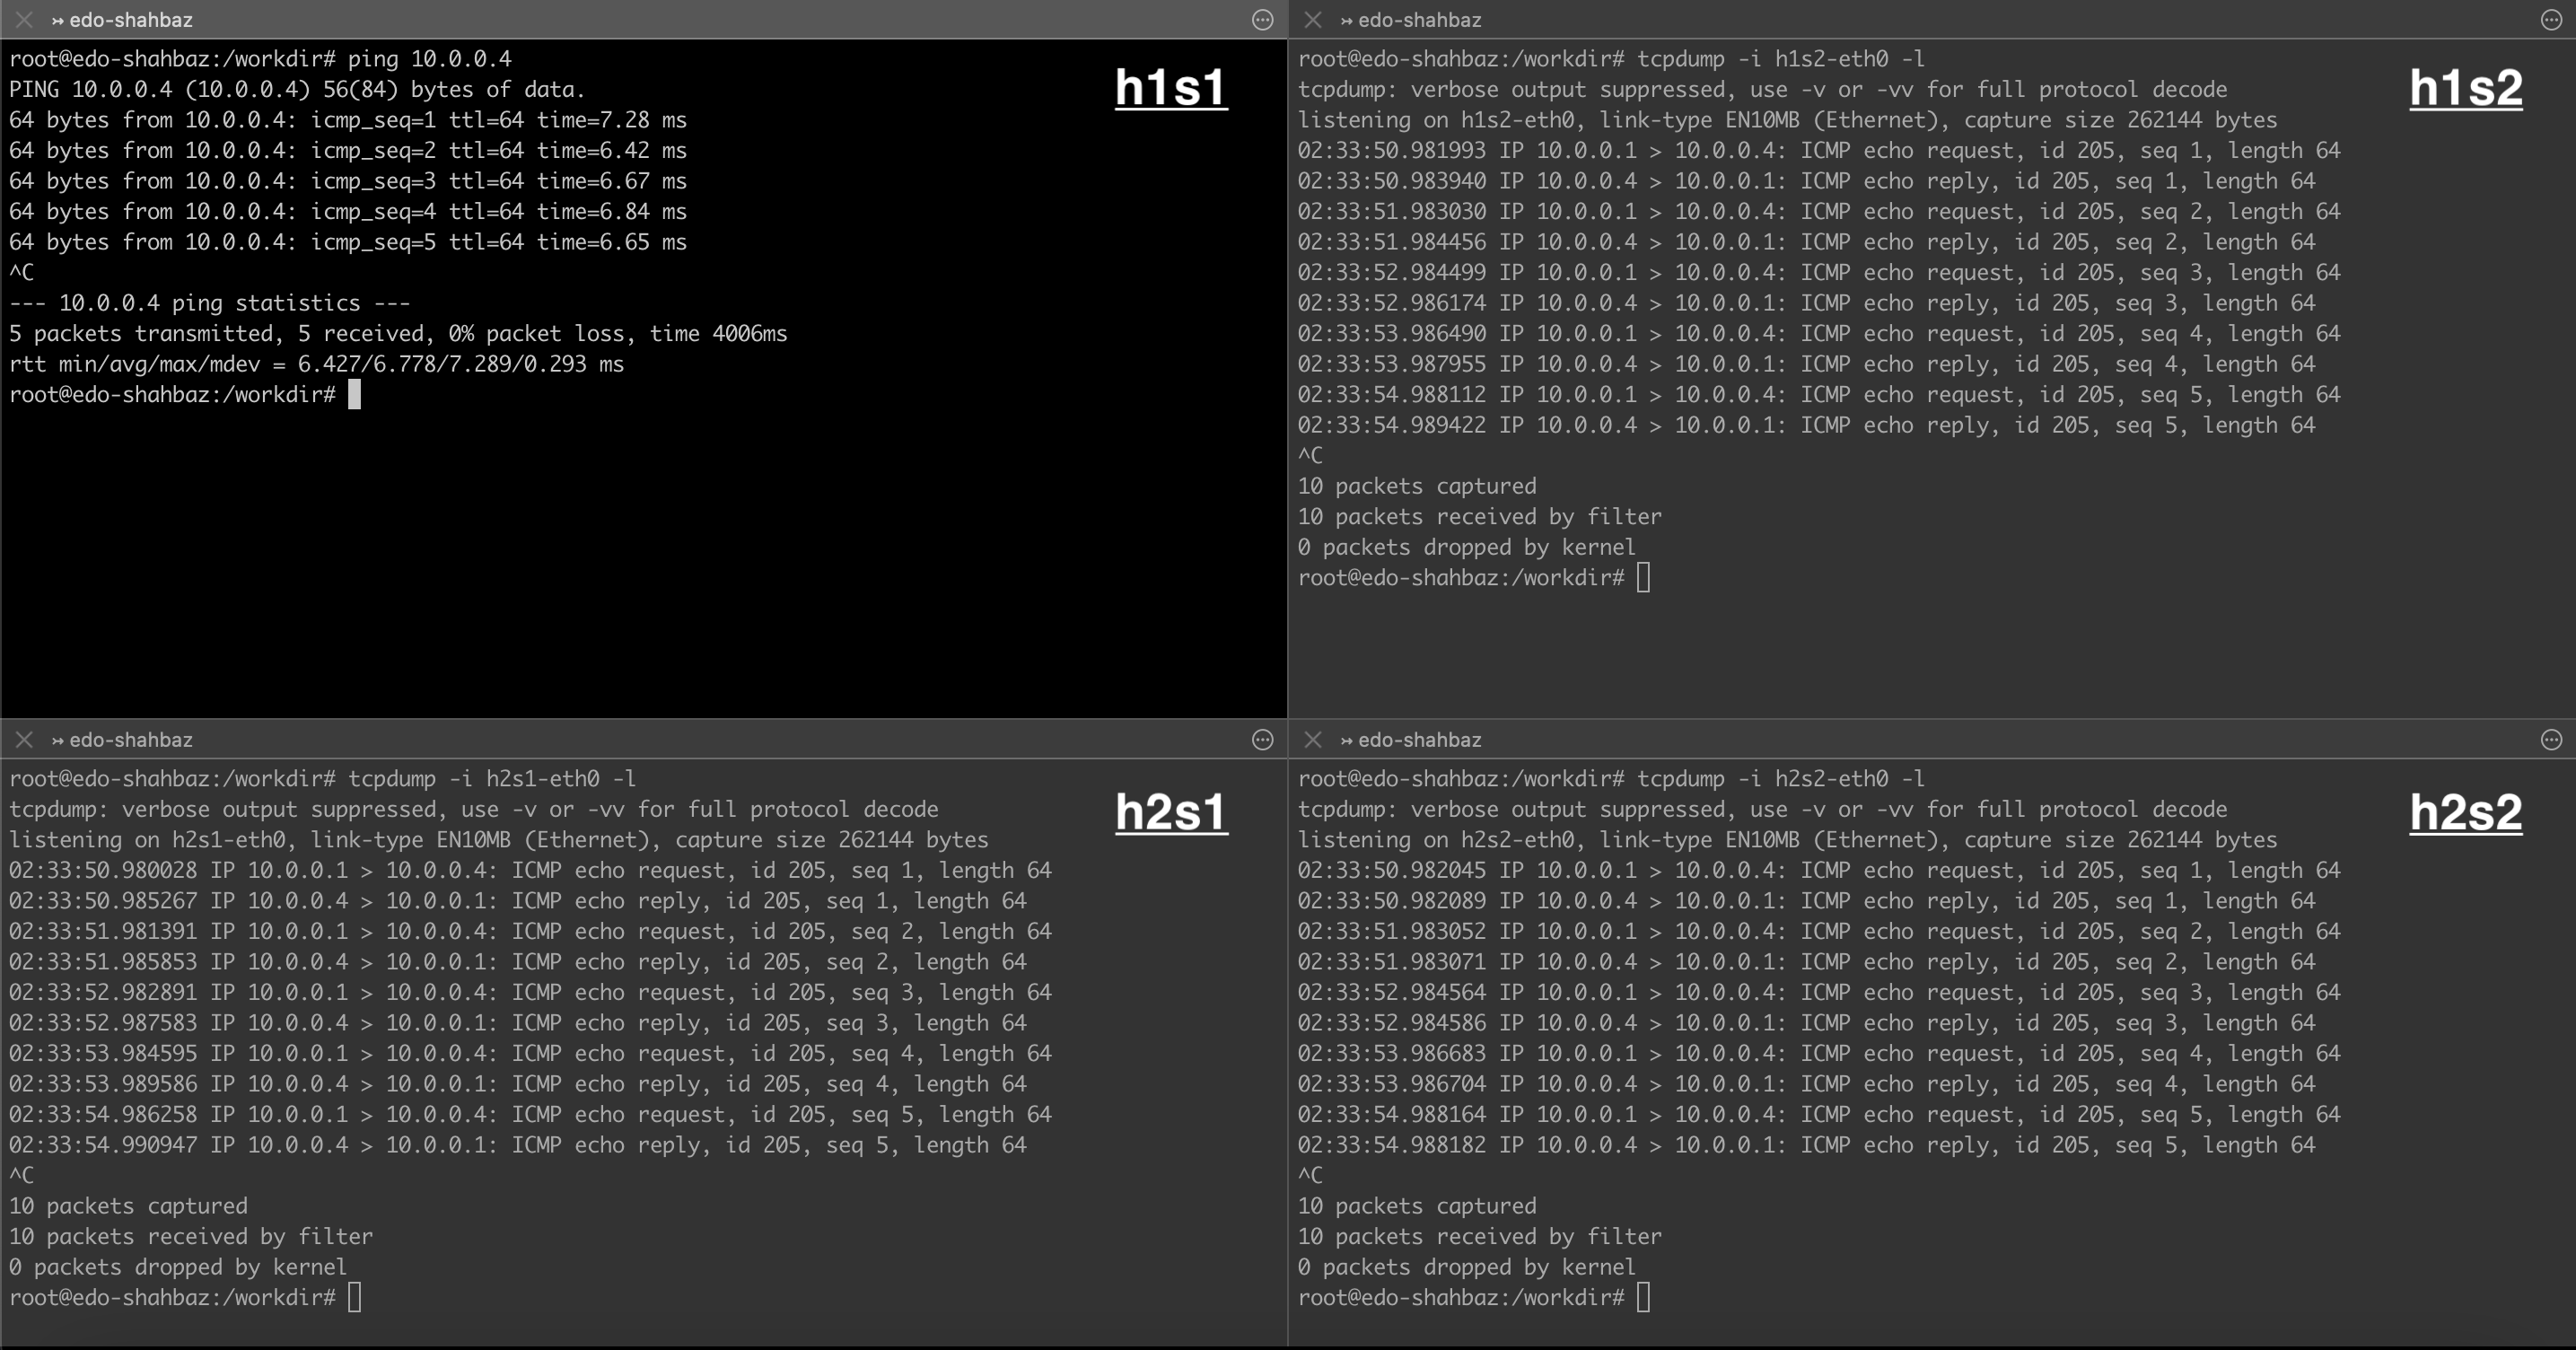 ↣ edo-shahbaz
root@edo-shahbaz:/workdir# ping 10.0.0.4
PING 10.0.0.4 (10.0.0.4) 56(84) bytes of data.
64 bytes from 10.0.0.4: icmp_seq=1 ttl=64 time=7.28 ms
64 bytes from 10.0.0.4: icmp_seq=2 ttl=64 time=6.42 ms
64 bytes from 10.0.0.4: icmp_seq=3 ttl=64 time=6.67 ms
64 bytes from 10.0.0.4: icmp_seq=4 ttl=64 time=6.84 ms
64 bytes from 10.0.0.4: icmp_seq=5 ttl=64 time=6.65 ms
^C
--- 10.0.0.4 ping statistics ---
5 packets transmitted, 5 received, 0% packet loss, time 4006ms
rtt min/avg/max/mdev = 6.427/6.778/7.289/0.293 ms
root@edo-shahbaz:/workdir#
h1s1
↣ edo-shahbaz
root@edo-shahbaz:/workdir# tcpdump -i h1s2-eth0 -l
tcpdump: verbose output suppressed, use -v or -vv for full protocol decode
listening on h1s2-eth0, link-type EN10MB (Ethernet), capture size 262144 bytes
02:33:50.981993 IP 10.0.0.1 > 10.0.0.4: ICMP echo request, id 205, seq 1, length 64
02:33:50.983940 IP 10.0.0.4 > 10.0.0.1: ICMP echo reply, id 205, seq 1, length 64
02:33:51.983030 IP 10.0.0.1 > 10.0.0.4: ICMP echo request, id 205, seq 2, length 64
02:33:51.984456 IP 10.0.0.4 > 10.0.0.1: ICMP echo reply, id 205, seq 2, length 64
02:33:52.984499 IP 10.0.0.1 > 10.0.0.4: ICMP echo request, id 205, seq 3, length 64
02:33:52.986174 IP 10.0.0.4 > 10.0.0.1: ICMP echo reply, id 205, seq 3, length 64
02:33:53.986490 IP 10.0.0.1 > 10.0.0.4: ICMP echo request, id 205, seq 4, length 64
02:33:53.987955 IP 10.0.0.4 > 10.0.0.1: ICMP echo reply, id 205, seq 4, length 64
02:33:54.988112 IP 10.0.0.1 > 10.0.0.4: ICMP echo request, id 205, seq 5, length 64
02:33:54.989422 IP 10.0.0.4 > 10.0.0.1: ICMP echo reply, id 205, seq 5, length 64
^C
10 packets captured
10 packets received by filter
0 packets dropped by kernel
root@edo-shahbaz:/workdir#
h1s2
↣ edo-shahbaz
root@edo-shahbaz:/workdir# tcpdump -i h2s1-eth0 -l
tcpdump: verbose output suppressed, use -v or -vv for full protocol decode
listening on h2s1-eth0, link-type EN10MB (Ethernet), capture size 262144 bytes
02:33:50.980028 IP 10.0.0.1 > 10.0.0.4: ICMP echo request, id 205, seq 1, length 64
02:33:50.985267 IP 10.0.0.4 > 10.0.0.1: ICMP echo reply, id 205, seq 1, length 64
02:33:51.981391 IP 10.0.0.1 > 10.0.0.4: ICMP echo request, id 205, seq 2, length 64
02:33:51.985853 IP 10.0.0.4 > 10.0.0.1: ICMP echo reply, id 205, seq 2, length 64
02:33:52.982891 IP 10.0.0.1 > 10.0.0.4: ICMP echo request, id 205, seq 3, length 64
02:33:52.987583 IP 10.0.0.4 > 10.0.0.1: ICMP echo reply, id 205, seq 3, length 64
02:33:53.984595 IP 10.0.0.1 > 10.0.0.4: ICMP echo request, id 205, seq 4, length 64
02:33:53.989586 IP 10.0.0.4 > 10.0.0.1: ICMP echo reply, id 205, seq 4, length 64
02:33:54.986258 IP 10.0.0.1 > 10.0.0.4: ICMP echo request, id 205, seq 5, length 64
02:33:54.990947 IP 10.0.0.4 > 10.0.0.1: ICMP echo reply, id 205, seq 5, length 64
^C
10 packets captured
10 packets received by filter
0 packets dropped by kernel
root@edo-shahbaz:/workdir#
h2s1
↣ edo-shahbaz
root@edo-shahbaz:/workdir# tcpdump -i h2s2-eth0 -l
tcpdump: verbose output suppressed, use -v or -vv for full protocol decode
listening on h2s2-eth0, link-type EN10MB (Ethernet), capture size 262144 bytes
02:33:50.982045 IP 10.0.0.1 > 10.0.0.4: ICMP echo request, id 205, seq 1, length 64
02:33:50.982089 IP 10.0.0.4 > 10.0.0.1: ICMP echo reply, id 205, seq 1, length 64
02:33:51.983052 IP 10.0.0.1 > 10.0.0.4: ICMP echo request, id 205, seq 2, length 64
02:33:51.983071 IP 10.0.0.4 > 10.0.0.1: ICMP echo reply, id 205, seq 2, length 64
02:33:52.984564 IP 10.0.0.1 > 10.0.0.4: ICMP echo request, id 205, seq 3, length 64
02:33:52.984586 IP 10.0.0.4 > 10.0.0.1: ICMP echo reply, id 205, seq 3, length 64
02:33:53.986683 IP 10.0.0.1 > 10.0.0.4: ICMP echo request, id 205, seq 4, length 64
02:33:53.986704 IP 10.0.0.4 > 10.0.0.1: ICMP echo reply, id 205, seq 4, length 64
02:33:54.988164 IP 10.0.0.1 > 10.0.0.4: ICMP echo request, id 205, seq 5, length 64
02:33:54.988182 IP 10.0.0.4 > 10.0.0.1: ICMP echo reply, id 205, seq 5, length 64
^C
10 packets captured
10 packets received by filter
0 packets dropped by kernel
root@edo-shahbaz:/workdir#
h2s2